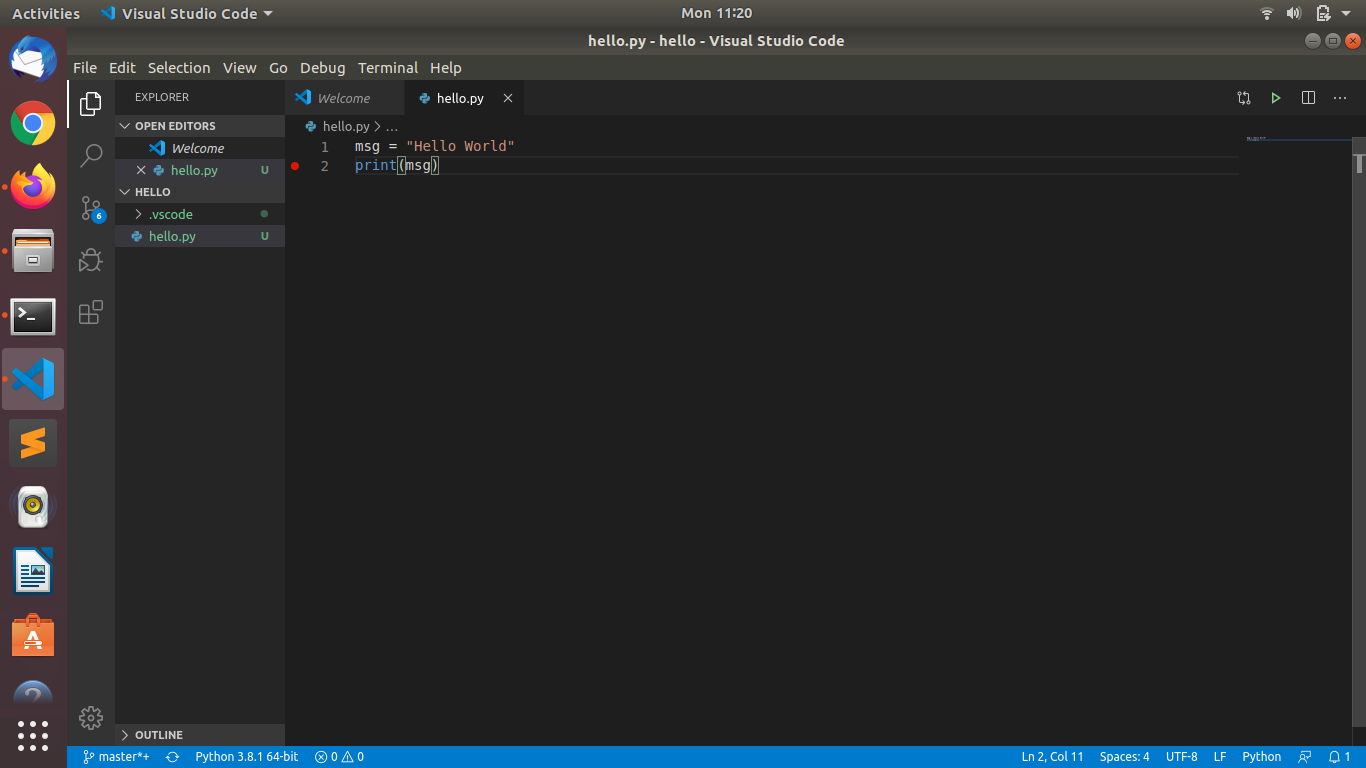 Activities Visual Studio Code Mon 11:20
hello.py - hello - Visual Studio Code
File Edit Selection View Go Debug Terminal Help
EXPLORER
OPEN EDITORS
Welcome
hello.py U
HELLO
.vscode
hello.py U
OUTLINE
6
Welcome hello.py
hello.py > ...
1 msg = "Hello World"
2 print(msg)
master*+ Python 3.8.1 64-bit 0 0 Ln 2, Col 11 Spaces: 4 UTF-8 LF Python 1